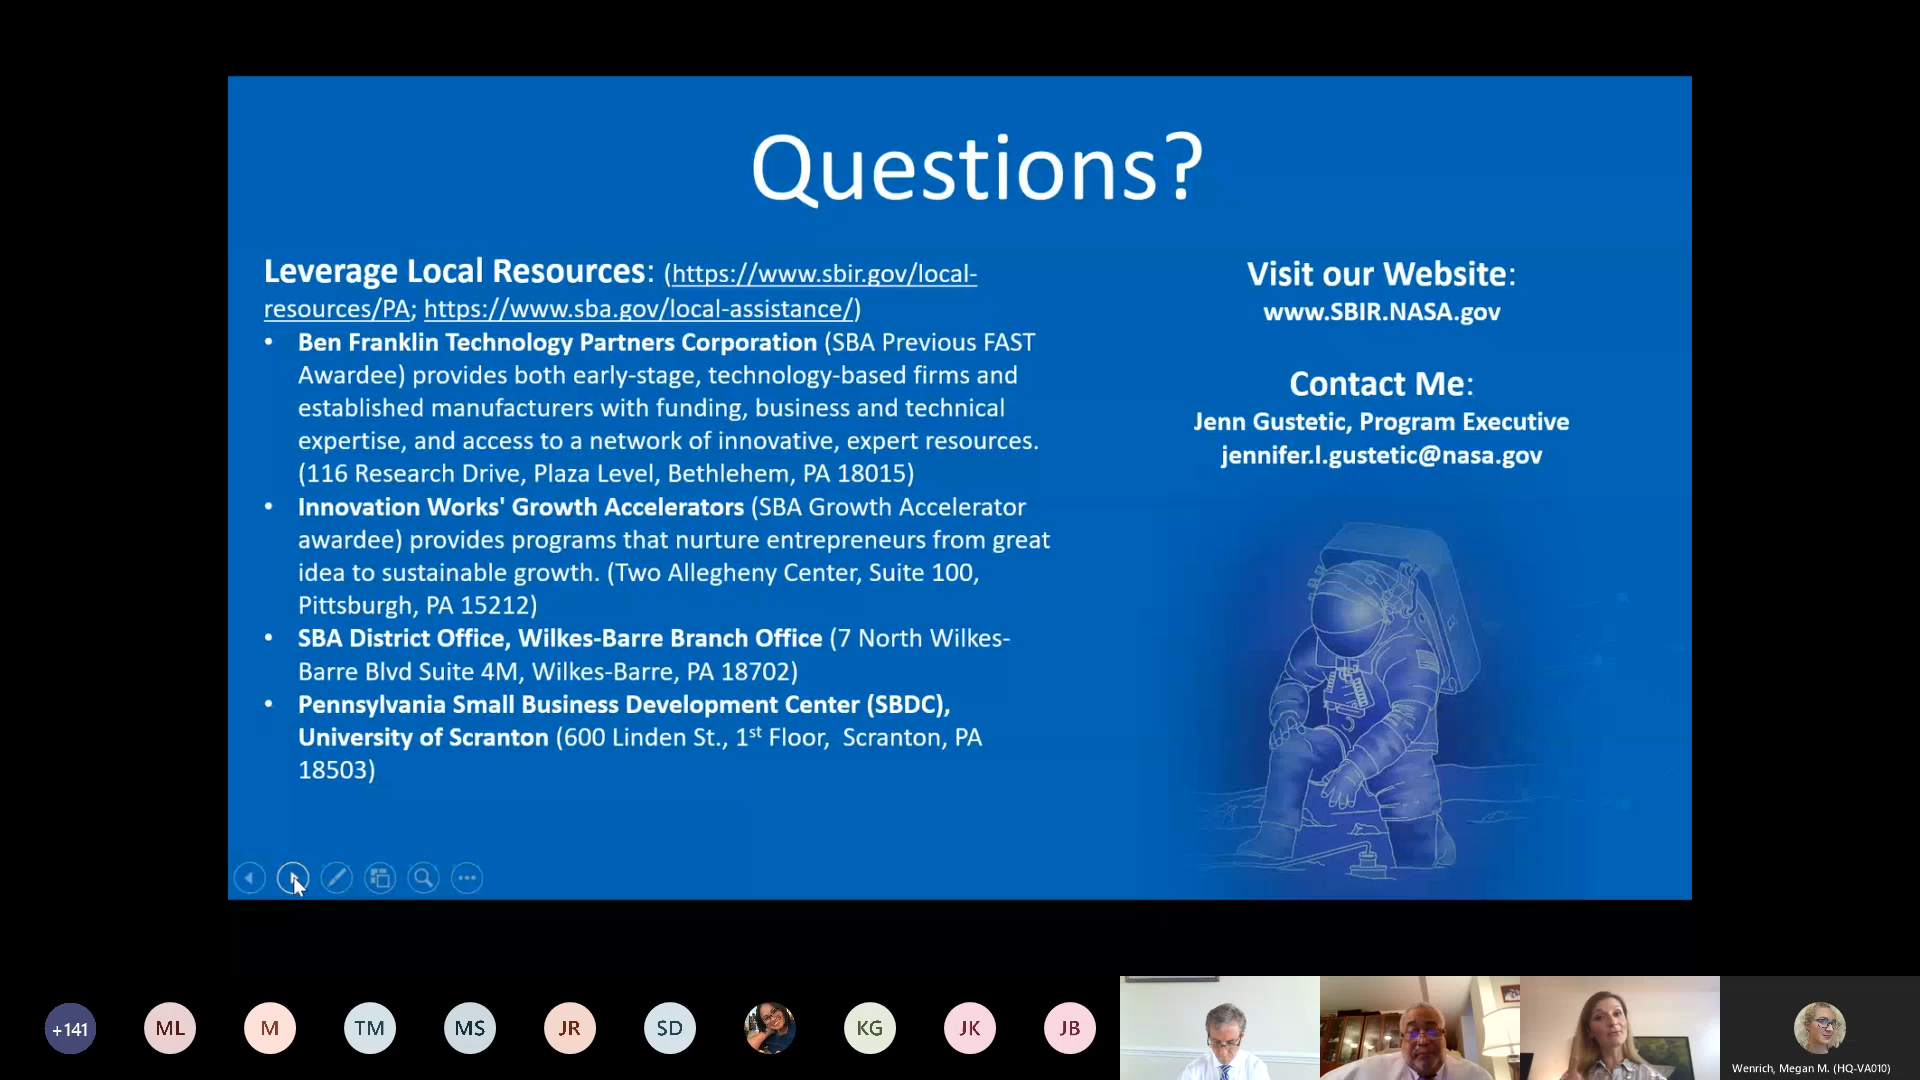 Questions?
Leverage Local Resources: (https://www.sbir.gov/local-
resources/PA; https://www.sba.gov/local-assistance/)
• Ben Franklin Technology Partners Corporation (SBA Previous FAST
Awardee) provides both early-stage, technology-based firms and
established manufacturers with funding, business and technical
expertise, and access to a network of innovative, expert resources.
(116 Research Drive, Plaza Level, Bethlehem, PA 18015)
• Innovation Works' Growth Accelerators (SBA Growth Accelerator
awardee) provides programs that nurture entrepreneurs from great
idea to sustainable growth. (Two Allegheny Center, Suite 100,
Pittsburgh, PA 15212)
• SBA District Office, Wilkes-Barre Branch Office (7 North Wilkes-
Barre Blvd Suite 4M, Wilkes-Barre, PA 18702)
• Pennsylvania Small Business Development Center (SBDC),
University of Scranton (600 Linden St., 1st Floor,  Scranton, PA
18503)
Visit our Website:
www.SBIR.NASA.gov
Contact Me:
Jenn Gustetic, Program Executive
jennifer.l.gustetic@nasa.gov
+141
ML
M
TM
MS
JR
SD
KG
JK
JB
Wenrich, Megan M. (HQ-VA010)